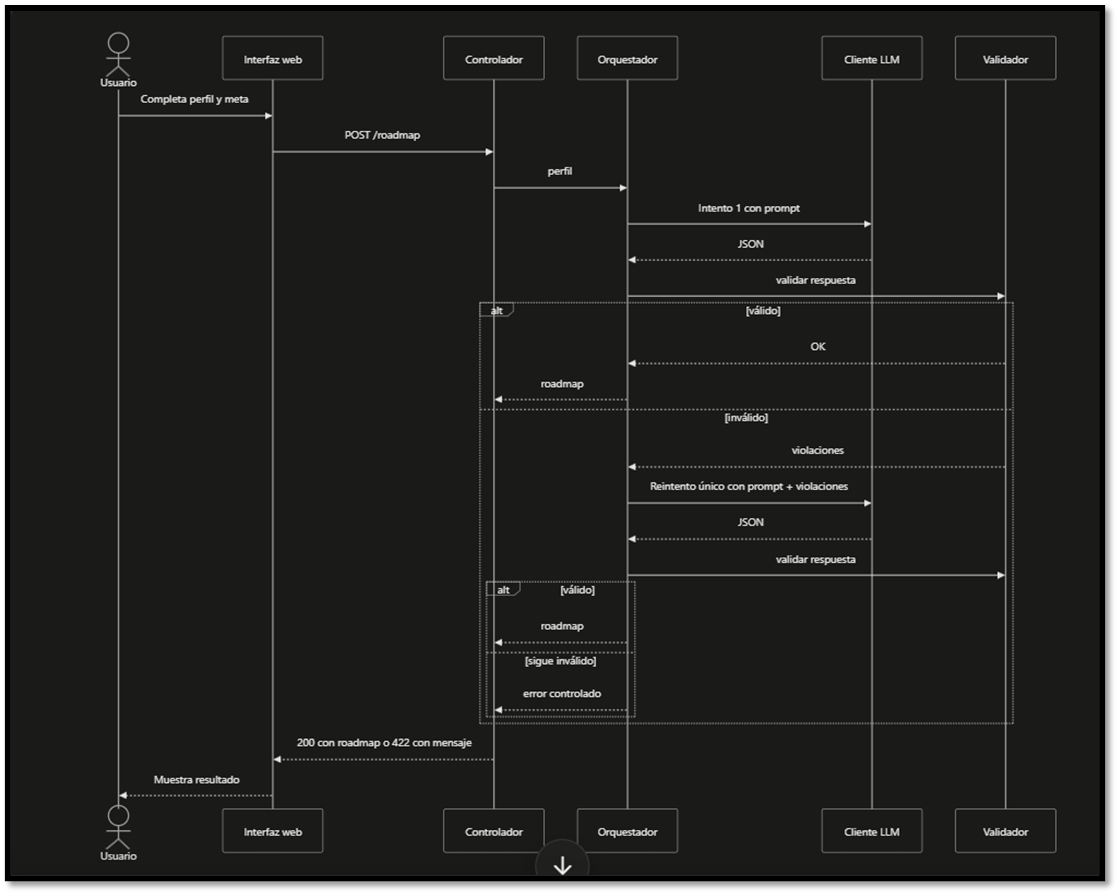 Usuario
Interfaz web
Controlador
Orquestador
Cliente LLM
Validador
Completa perfil y meta
POST /roadmap
perfil
Intento 1 con prompt
JSON
validar respuesta
alt
[válido]
OK
roadmap
[inválido]
violaciones
Reintento único con prompt + violaciones
JSON
validar respuesta
alt
[válido]
roadmap
[sigue inválido]
error controlado
200 con roadmap o 422 con mensaje
Muestra resultado
Usuario
Interfaz web
Controlador
Orquestador
Cliente LLM
Validador